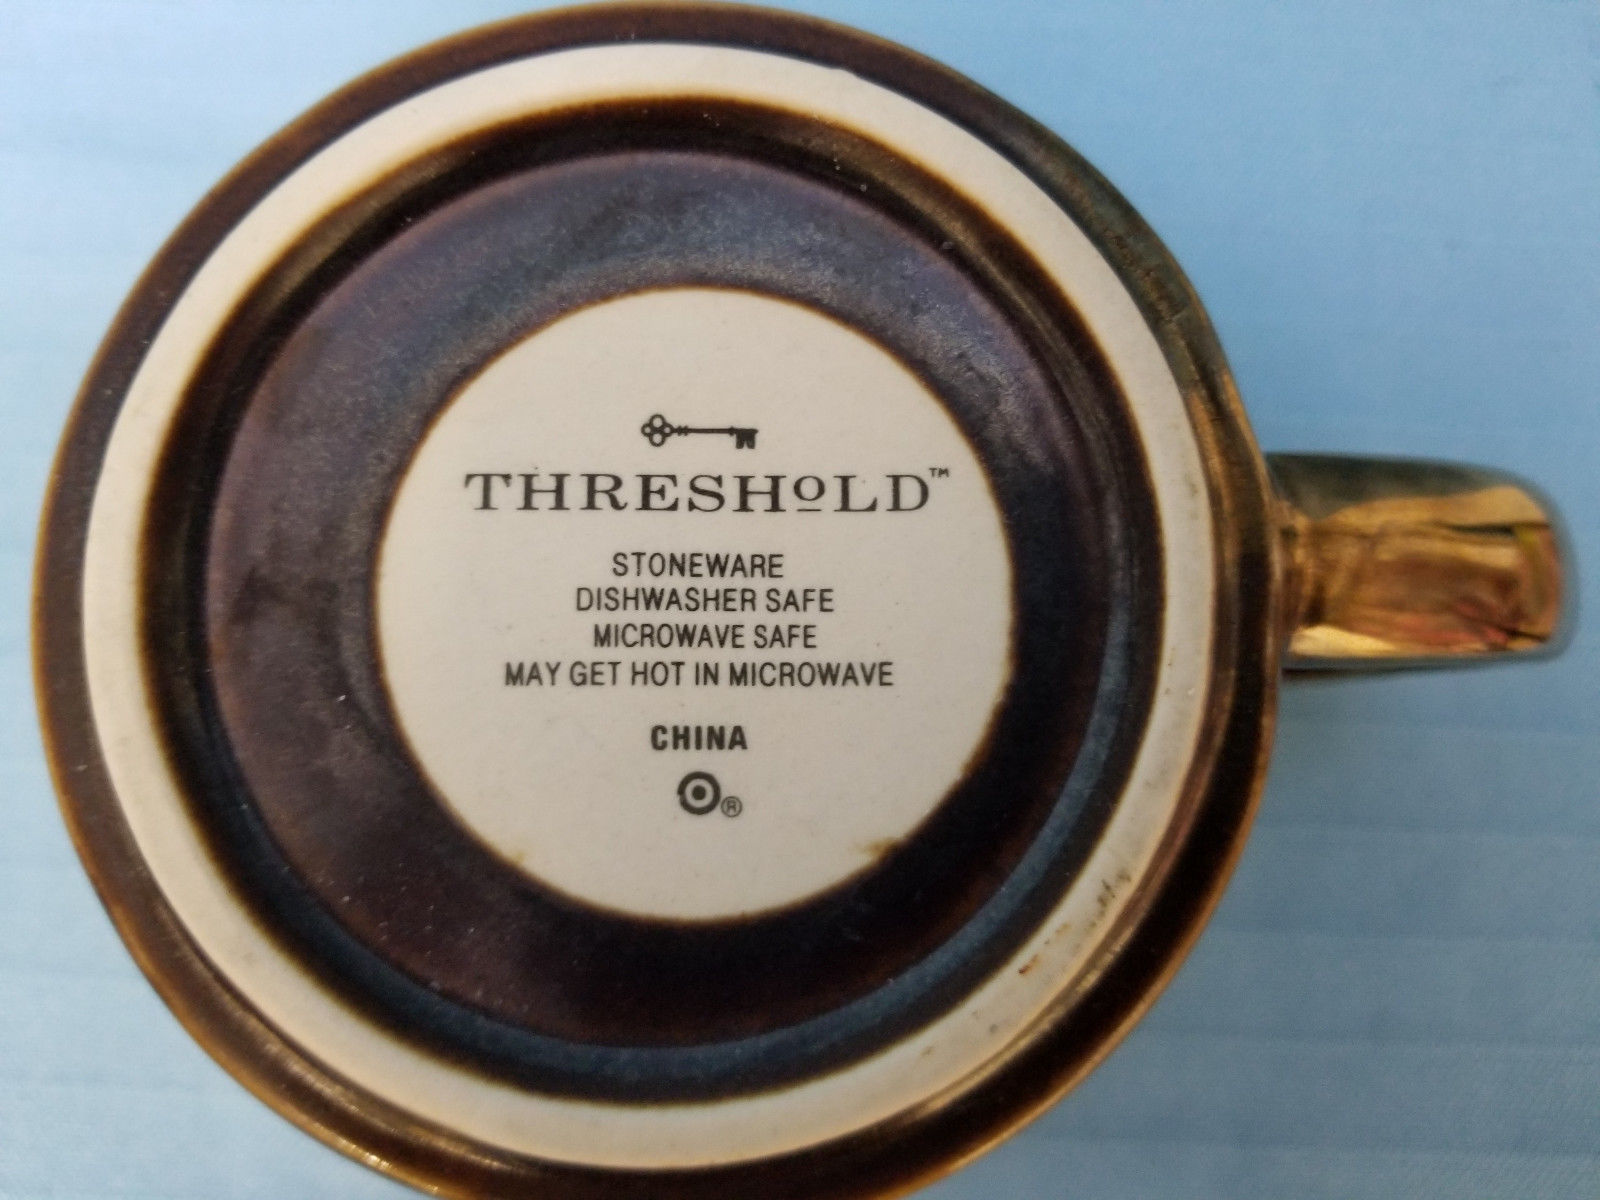 THRESHOLD™
STONEWARE
DISHWASHER SAFE
MICROWAVE SAFE
MAY GET HOT IN MICROWAVE
CHINA
®